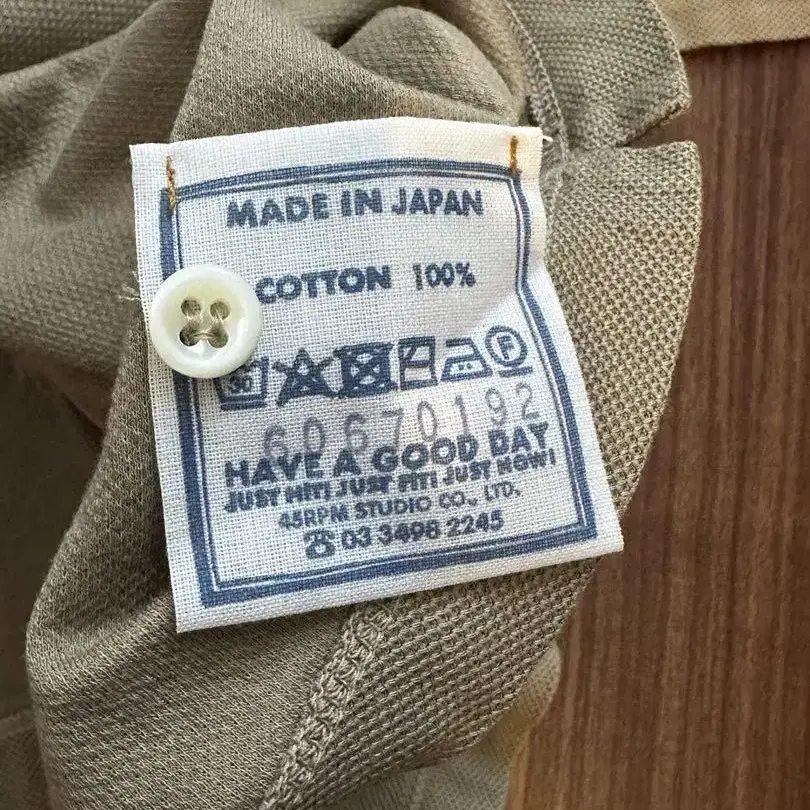 MADE IN JAPAN
COTTON 100%
30 F
60670192
HAVE A GOOD DAY
JUST HIT! JUST FIT! JUST NOW!
45RPM STUDIO CO., LTD.
☎ 03 3498 2245